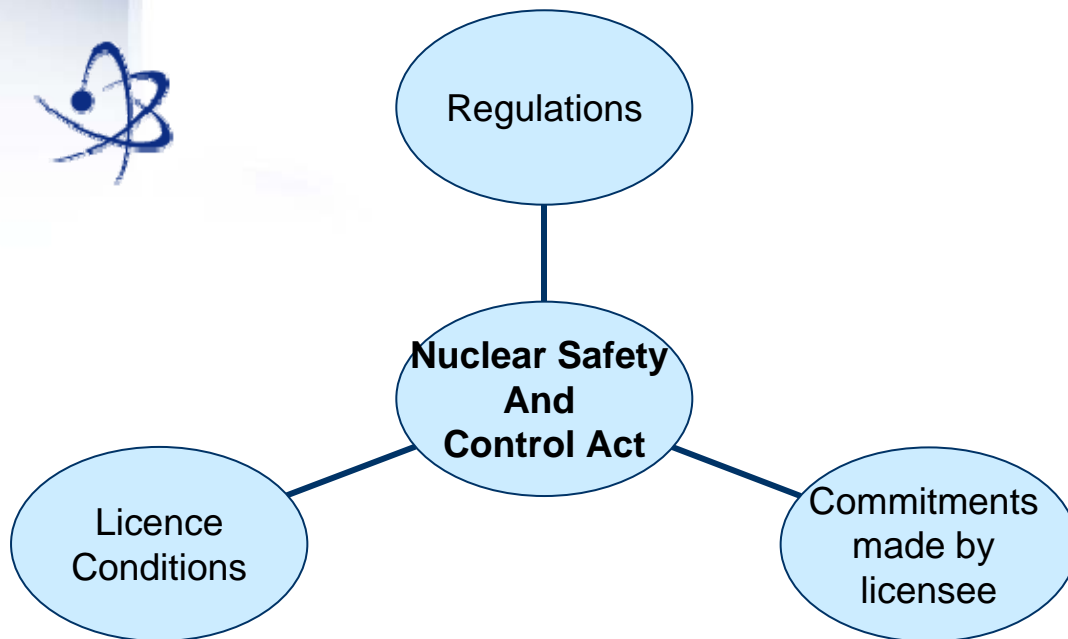 Regulations
Nuclear Safety
And
Control Act
Licence
Conditions
Commitments
made by
licensee